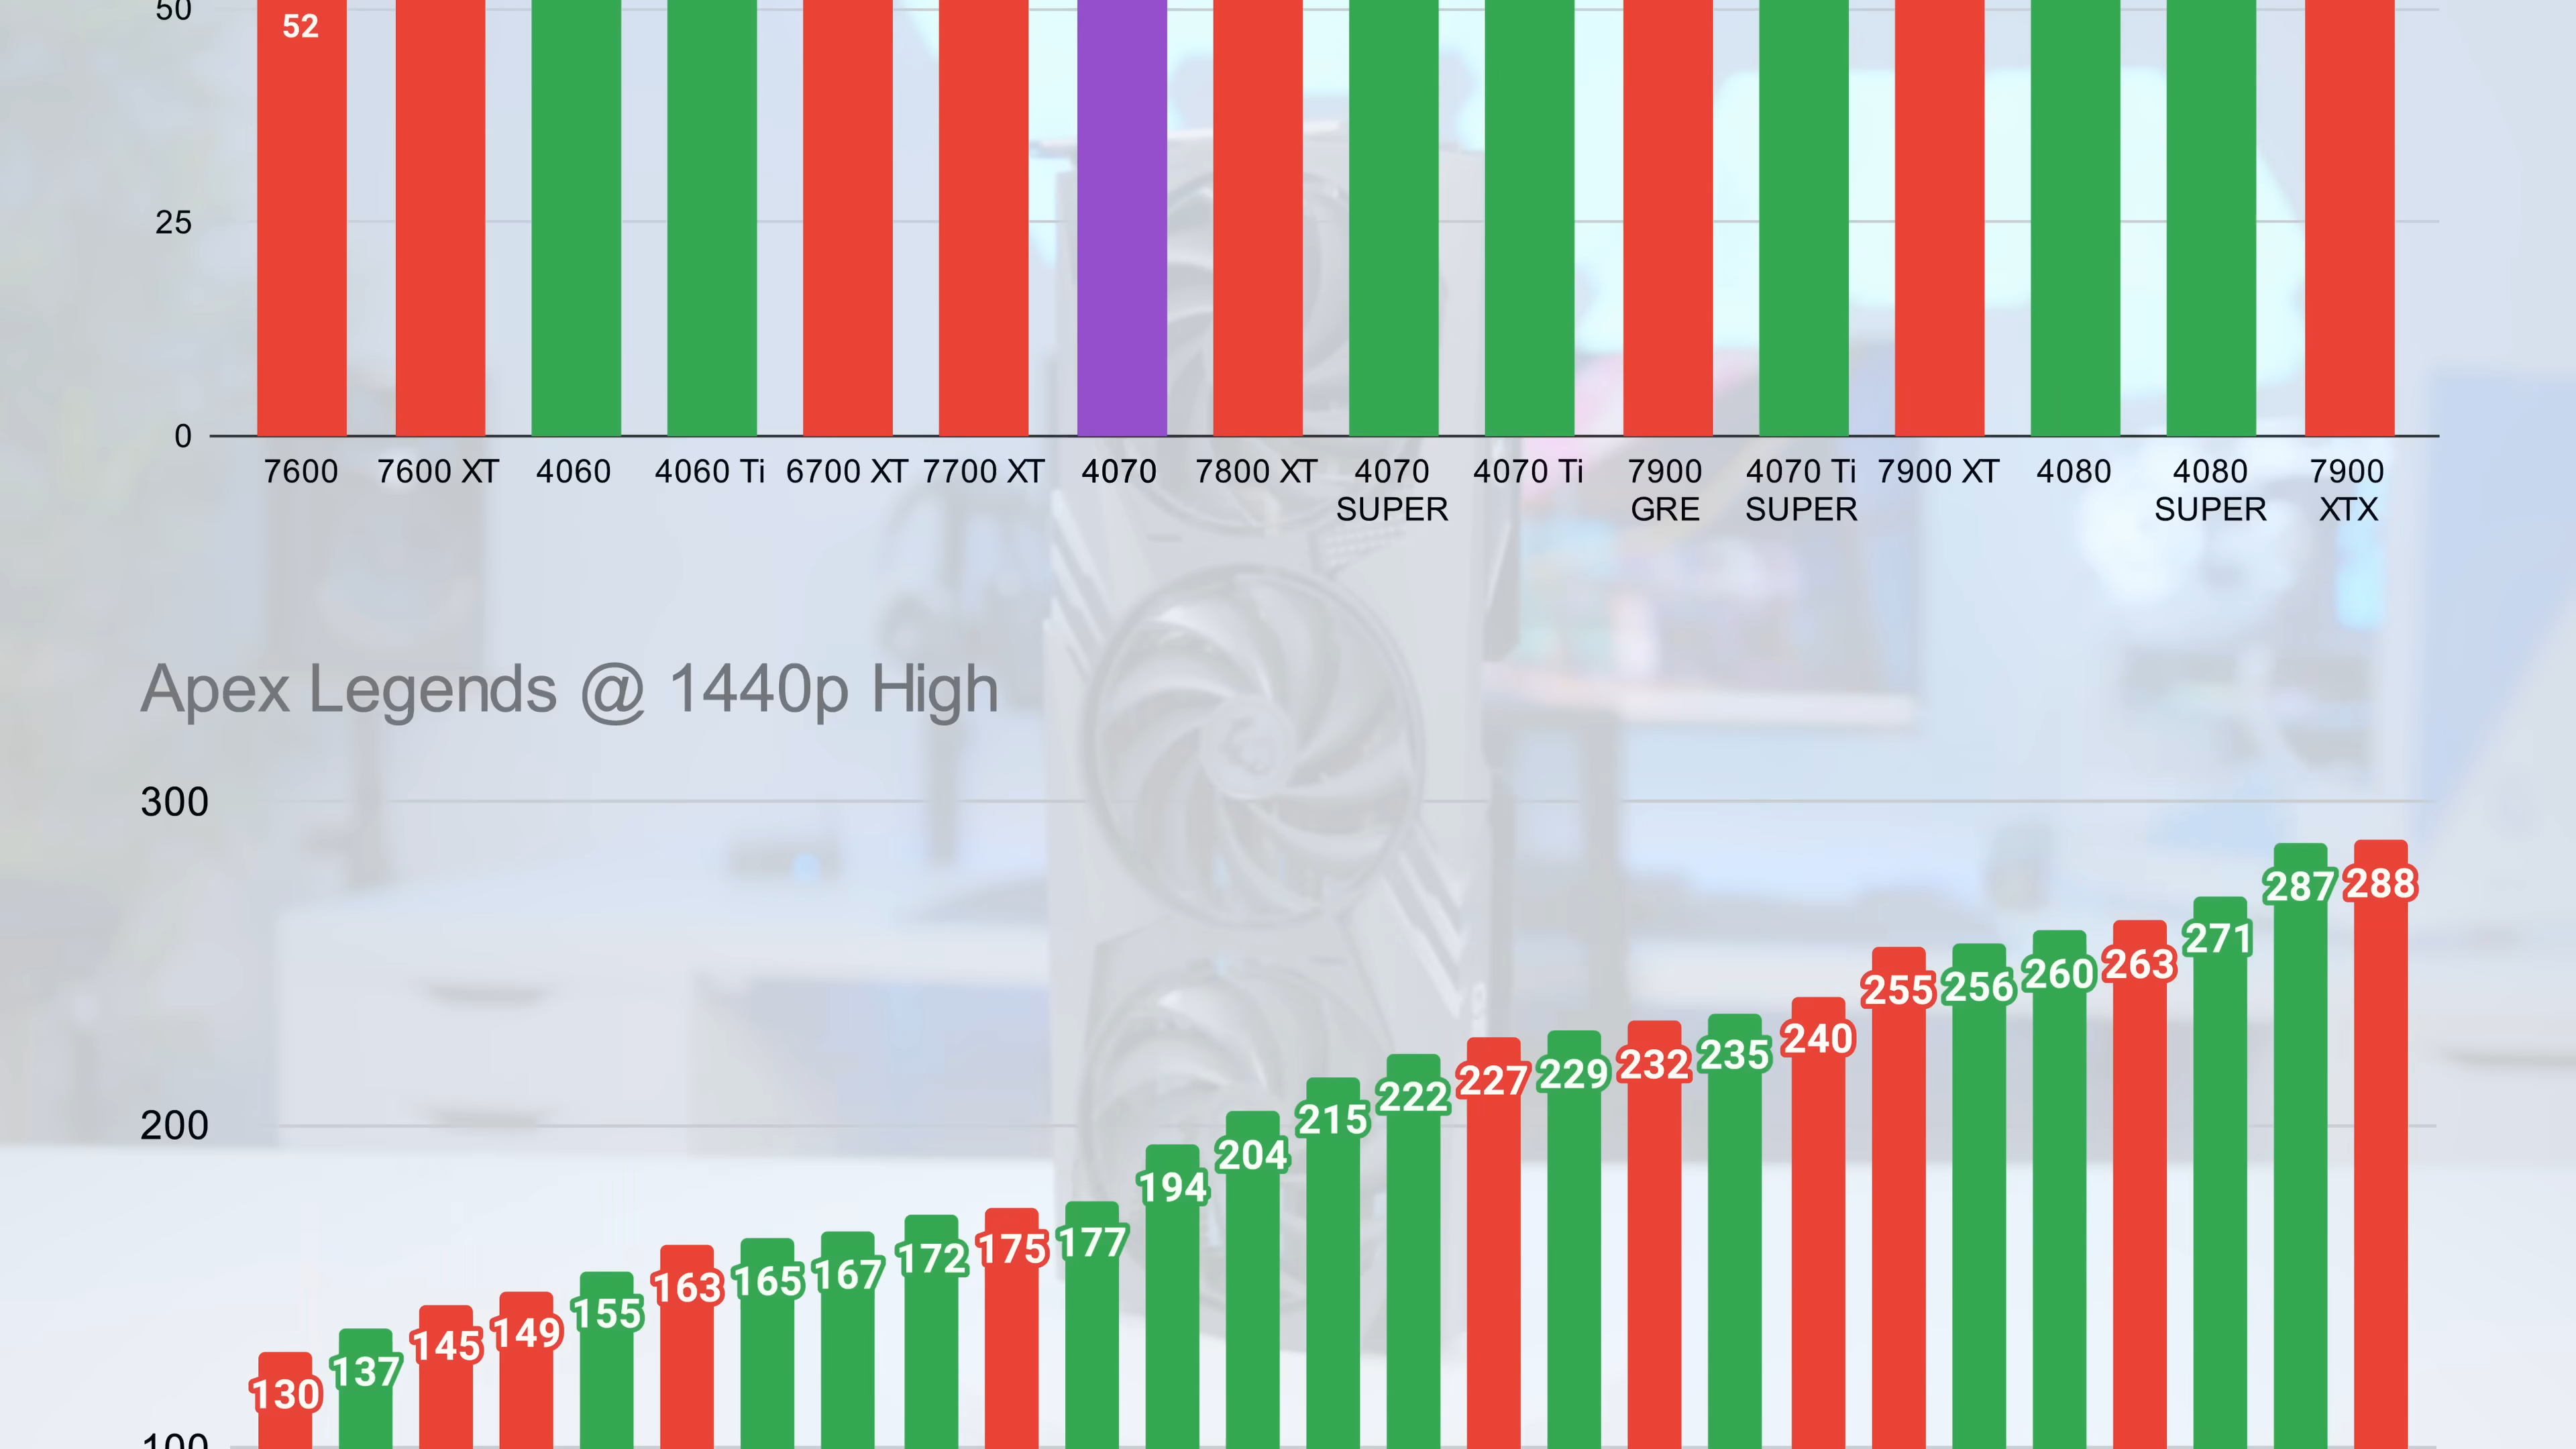 50
52
25
0
7600 7600 XT 4060 4060 Ti 6700 XT 7700 XT 4070 7800 XT 4070 4070 Ti 7900 4070 Ti 7900 XT 4080 4080 7900
SUPER GRE SUPER SUPER XTX
Apex Legends @ 1440p High
300
200
100
130 137 145 149 155 163 165 167 172 175 177 194 204 215 222 227 229 232 235 240 255 256 260 263 271 287 288